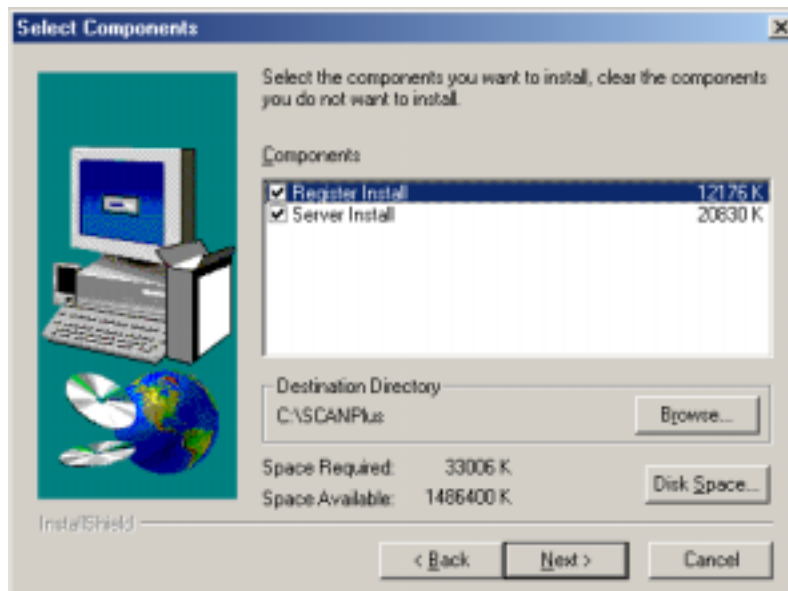 Select Components
Select the components you want to install, clear the components
you do not want to install.
Components
Register Install 12176 K
Server Install 20830 K
Destination Directory
C:\SCANPlus
Browse...
Space Required: 33006 K
Space Available: 1486400 K
Disk Space...
InstallShield
< Back
Next >
Cancel